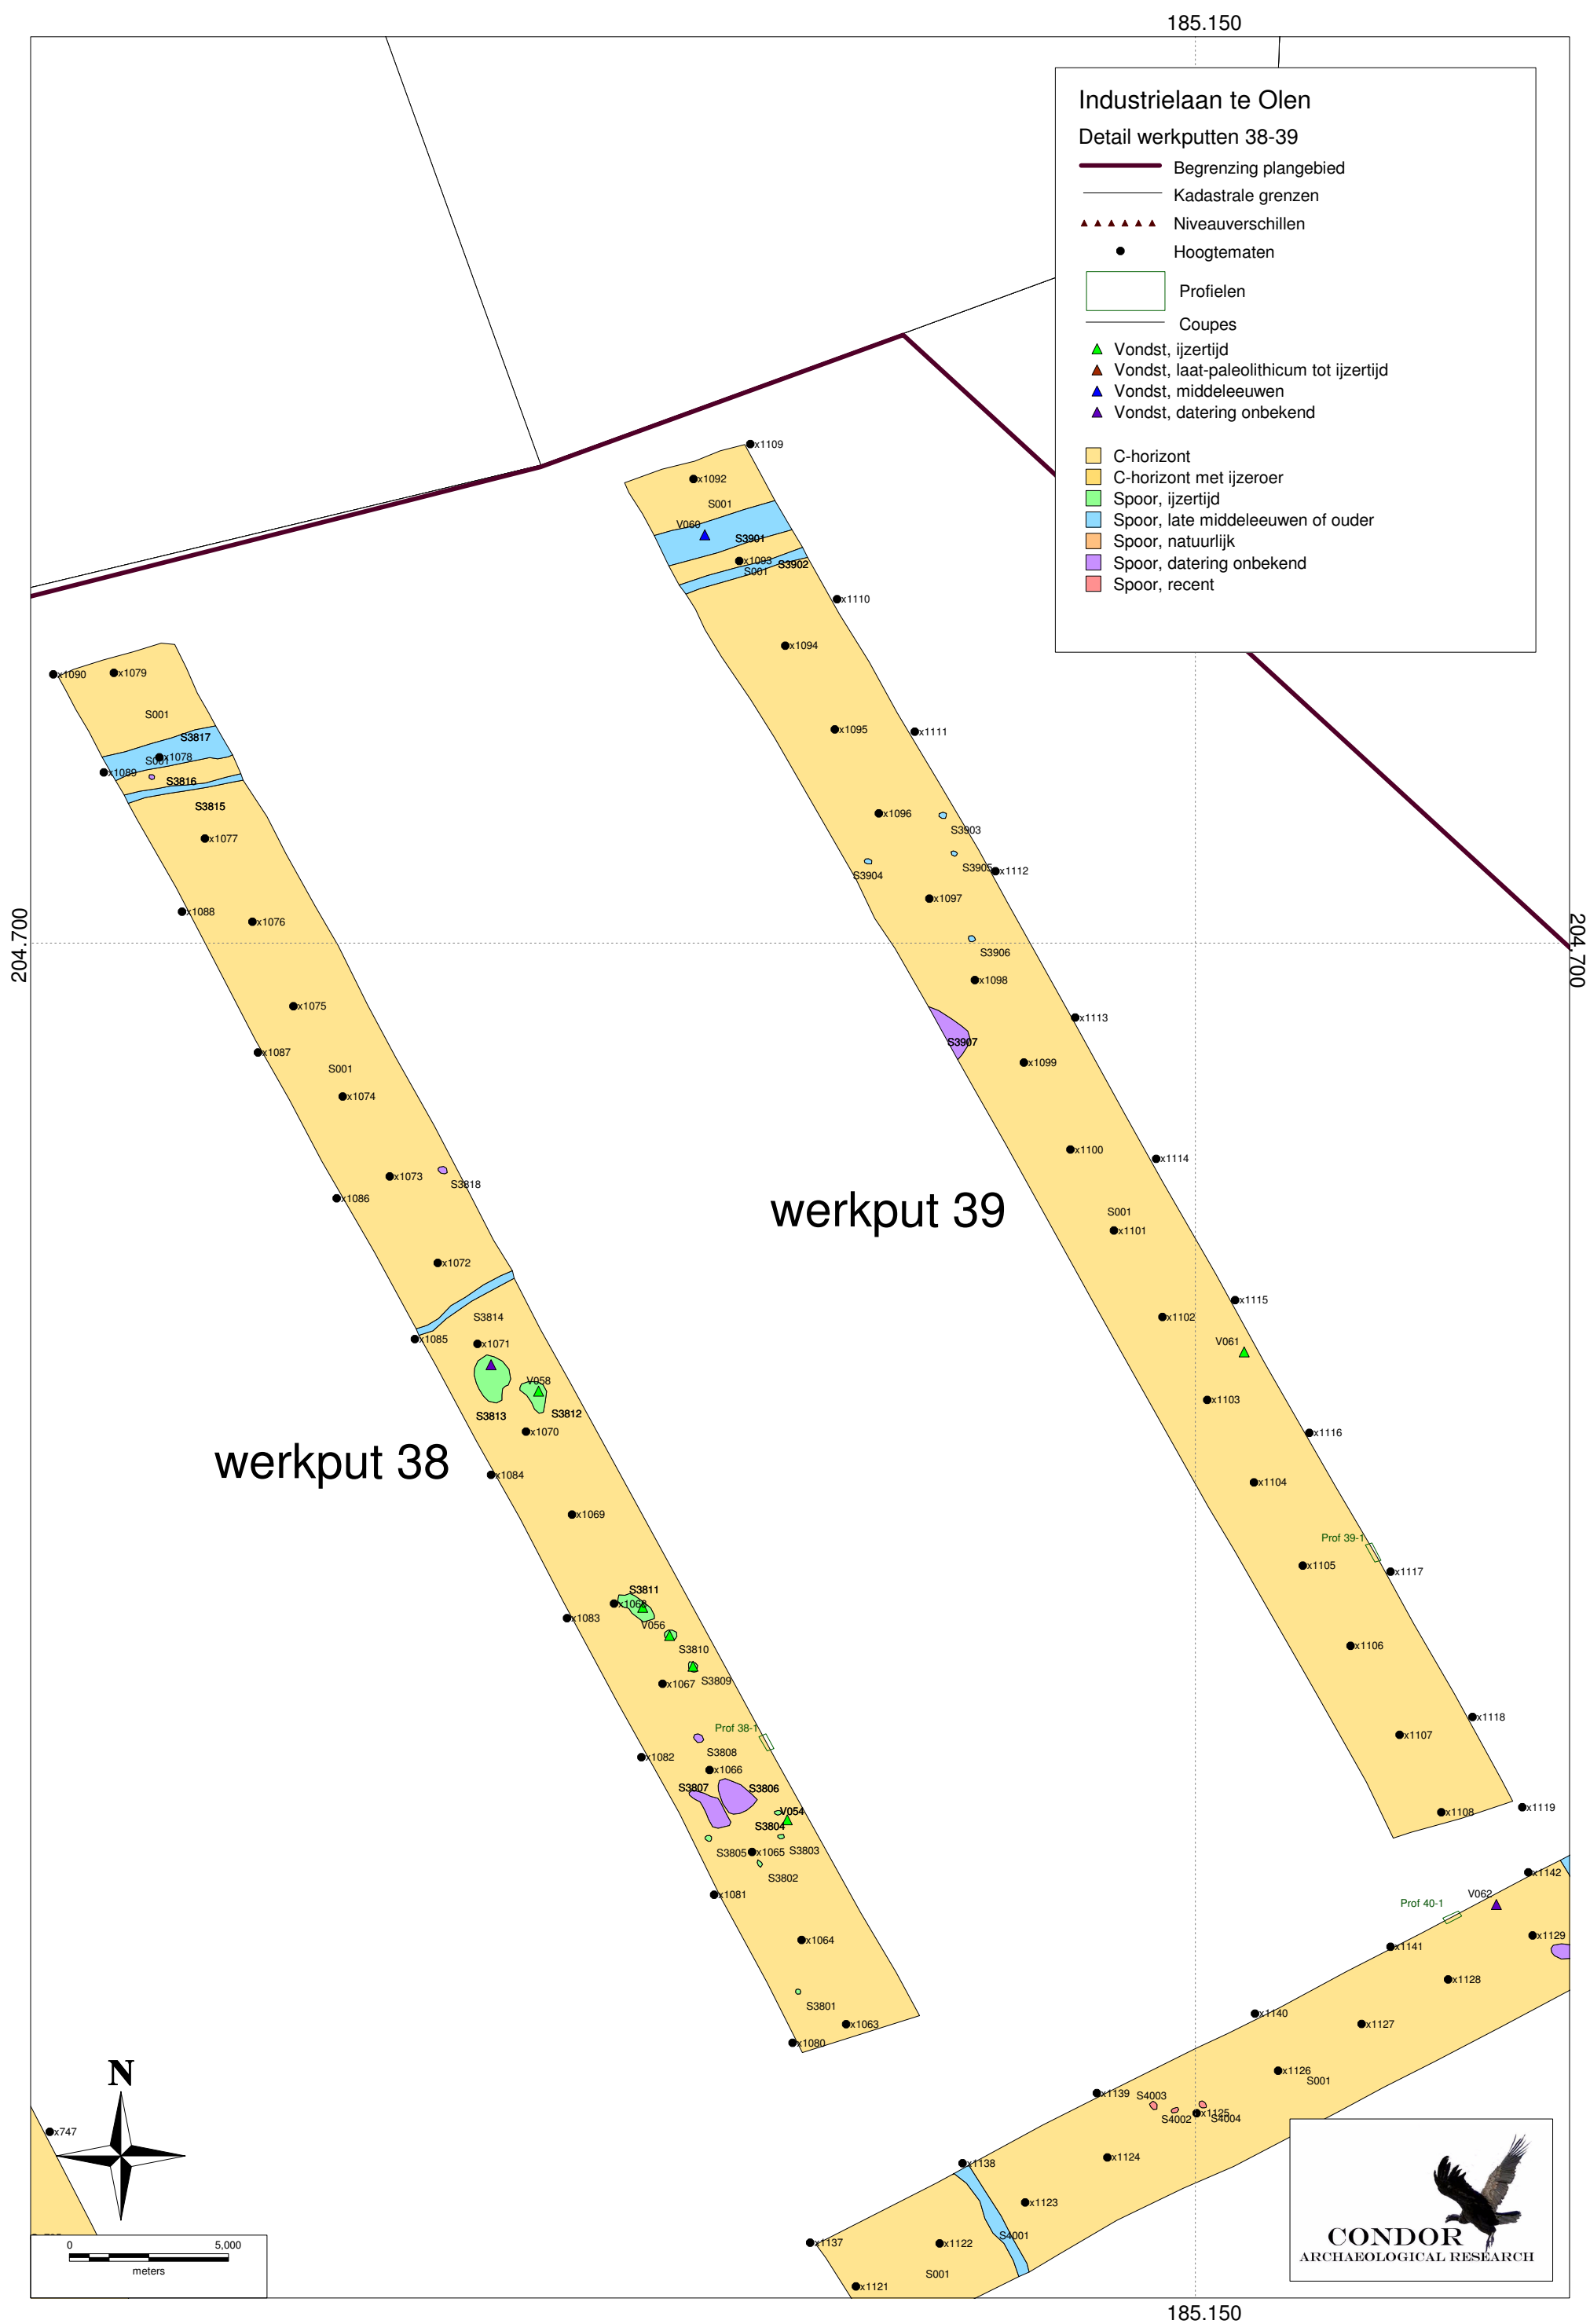 185.150
Industrielaan te Olen
Detail werkputten 38-39
Begrenzing plangebied
Kadastrale grenzen
Niveauverschillen
Hoogtematen
Profielen
Coupes
Vondst, ijzertijd
Vondst, laat-paleolithicum tot ijzertijd
Vondst, middeleeuwen
Vondst, datering onbekend
C-horizont
C-horizont met ijzeroer
Spoor, ijzertijd
Spoor, late middeleeuwen of ouder
Spoor, natuurlijk
Spoor, datering onbekend
Spoor, recent
x1109
x1092
S001
V060
S3901
x1093
S001
S3902
x1110
x1094
x1090
x1079
S001
S3817
x1078
S001
x1089
S3816
S3815
x1095
x1111
x1096
S3903
x1077
S3905
x1112
S3904
x1097
x1088
x1076
204.700
204.700
S3906
x1098
x1075
x1113
S3907
x1087
x1099
S001
x1074
x1100
x1114
x1073
S3818
x1086
werkput 39
S001
x1101
x1072
x1115
S3814
x1102
x1085
x1071
V061
V058
x1103
S3813
S3812
x1070
x1116
werkput 38
x1084
x1104
x1069
Prof 39-1
x1105
x1117
S3811
x1068
x1083
V056
S3810
x1106
S3809
x1067
x1118
Prof 38-1
x1107
S3808
x1082
x1066
S3807
S3806
V054
x1108
x1119
S3804
S3805
x1065
S3803
S3802
x1142
x1081
V062
Prof 40-1
x1129
x1064
x1141
x1128
S3801
x1140
x1063
x1127
x1080
x1126
S001
N
x1139
S4003
S4002
x1125
S4004
x747
x1124
x1138
x1123
S4001
x1137
x1122
S001
x1121
0
5,000
meters
CONDOR
ARCHAEOLOGICAL RESEARCH
185.150